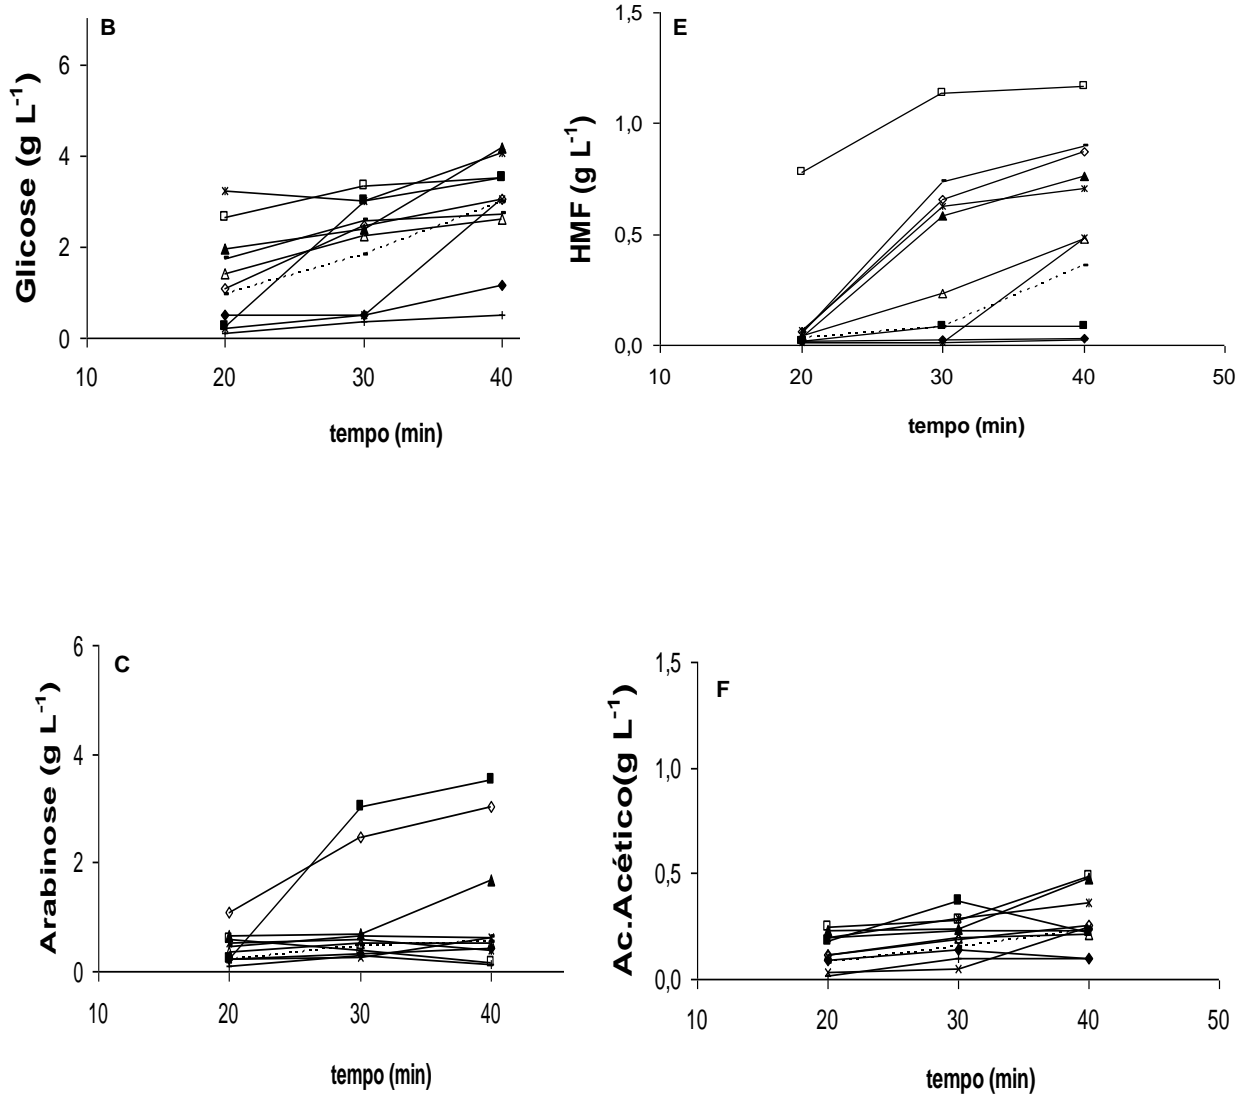 B
Glicose (g L-1)
6
4
2
0
10 20 30 40
tempo (min)
E
HMF (g L-1)
1,5
1,0
0,5
0,0
10 20 30 40 50
tempo (min)
C
Arabinose (g L-1)
6
4
2
0
10 20 30 40
tempo (min)
F
Ac.Acético(g L-1)
1,5
1,0
0,5
0,0
10 20 30 40 50
tempo (min)